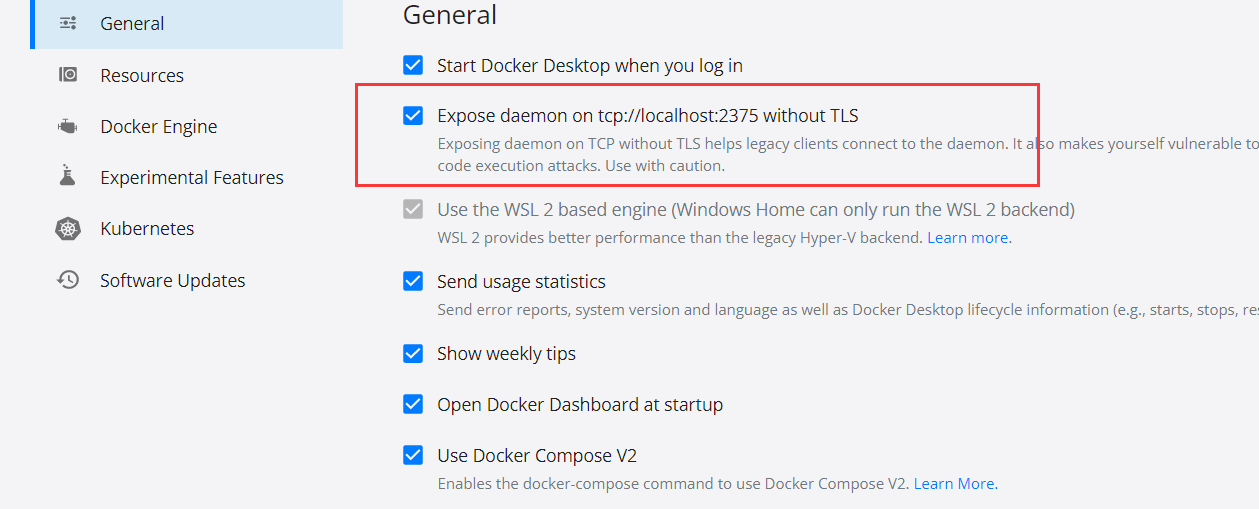 General
Resources
Docker Engine
Experimental Features
Kubernetes
Software Updates
General
Start Docker Desktop when you log in
Expose daemon on tcp://localhost:2375 without TLS
Exposing daemon on TCP without TLS helps legacy clients connect to the daemon. It also makes yourself vulnerable to
code execution attacks. Use with caution.
Use the WSL 2 based engine (Windows Home can only run the WSL 2 backend)
WSL 2 provides better performance than the legacy Hyper-V backend. Learn more.
Send usage statistics
Send error reports, system version and language as well as Docker Desktop lifecycle information (e.g., starts, stops,
Show weekly tips
Open Docker Dashboard at startup
Use Docker Compose V2
Enables the docker-compose command to use Docker Compose V2. Learn More.